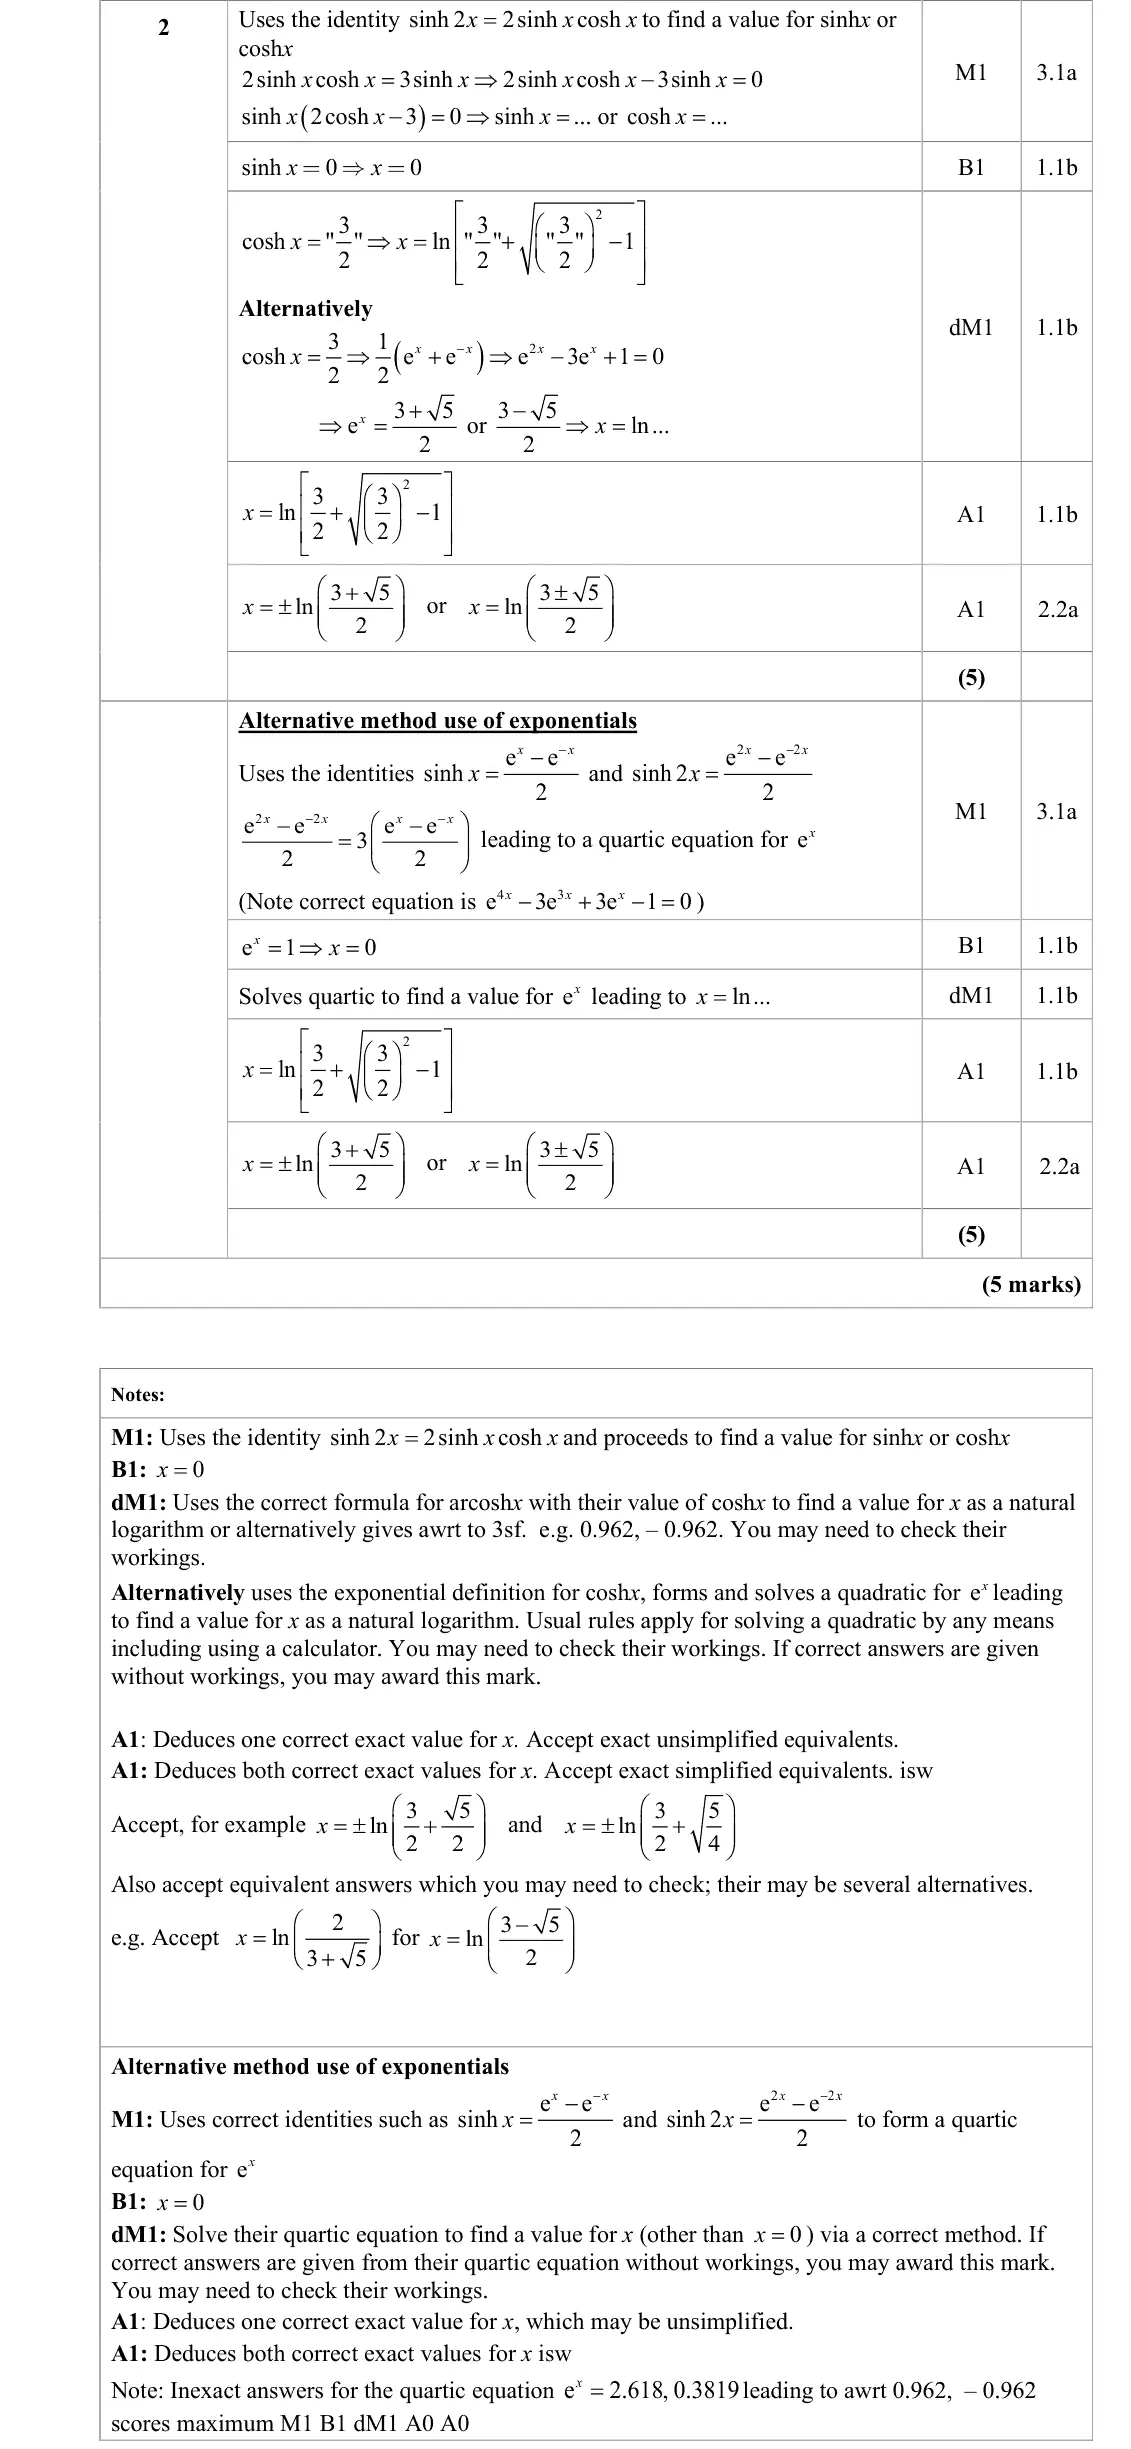 2
Uses the identity sinh 2x = 2 sinh x cosh x to find a value for sinhx or
coshx
2 sinh x cosh x = 3 sinh x ⇒ 2 sinh x cosh x − 3 sinh x = 0
sinh x (2 cosh x − 3) = 0 ⇒ sinh x = ... or cosh x = ...
M1
3.1a
sinh x = 0 ⇒ x = 0
B1
1.1b
cosh x = "3/2" ⇒ x = ln["3/2" + √(("3/2")² − 1)]
Alternatively
cosh x = 3/2 ⇒ 1/2(eˣ + e⁻ˣ) ⇒ e²ˣ − 3eˣ + 1 = 0
⇒ eˣ = (3 + √5)/2 or (3 − √5)/2 ⇒ x = ln ...
dM1
1.1b
x = ln[3/2 + √((3/2)² − 1)]
A1
1.1b
x = ± ln((3 + √5)/2) or x = ln((3 ± √5)/2)
A1
2.2a
(5)
Alternative method use of exponentials
Uses the identities sinh x = (eˣ − e⁻ˣ)/2 and sinh 2x = (e²ˣ − e⁻²ˣ)/2
(e²ˣ − e⁻²ˣ)/2 = 3((eˣ − e⁻ˣ)/2) leading to a quartic equation for eˣ
(Note correct equation is e⁴ˣ − 3e³ˣ + 3eˣ − 1 = 0 )
M1
3.1a
eˣ = 1 ⇒ x = 0
B1
1.1b
Solves quartic to find a value for eˣ leading to x = ln ...
dM1
1.1b
x = ln[3/2 + √((3/2)² − 1)]
A1
1.1b
x = ± ln((3 + √5)/2) or x = ln((3 ± √5)/2)
A1
2.2a
(5)
(5 marks)
Notes:
M1: Uses the identity sinh 2x = 2 sinh x cosh x and proceeds to find a value for sinhx or coshx
B1: x = 0
dM1: Uses the correct formula for arcoshx with their value of coshx to find a value for x as a natural
logarithm or alternatively gives awrt to 3sf. e.g. 0.962, – 0.962. You may need to check their
workings.
Alternatively uses the exponential definition for coshx, forms and solves a quadratic for eˣ leading
to find a value for x as a natural logarithm. Usual rules apply for solving a quadratic by any means
including using a calculator. You may need to check their workings. If correct answers are given
without workings, you may award this mark.
A1: Deduces one correct exact value for x. Accept exact unsimplified equivalents.
A1: Deduces both correct exact values for x. Accept exact simplified equivalents. isw
Accept, for example x = ± ln(3/2 + √5/2) and x = ± ln(3/2 + √(5/4))
Also accept equivalent answers which you may need to check; their may be several alternatives.
e.g. Accept x = ln(2/(3 + √5)) for x = ln((3 − √5)/2)
Alternative method use of exponentials
M1: Uses correct identities such as sinh x = (eˣ − e⁻ˣ)/2 and sinh 2x = (e²ˣ − e⁻²ˣ)/2 to form a quartic
equation for eˣ
B1: x = 0
dM1: Solve their quartic equation to find a value for x (other than x = 0 ) via a correct method. If
correct answers are given from their quartic equation without workings, you may award this mark.
You may need to check their workings.
A1: Deduces one correct exact value for x, which may be unsimplified.
A1: Deduces both correct exact values for x isw
Note: Inexact answers for the quartic equation eˣ = 2.618, 0.3819 leading to awrt 0.962, – 0.962
scores maximum M1 B1 dM1 A0 A0